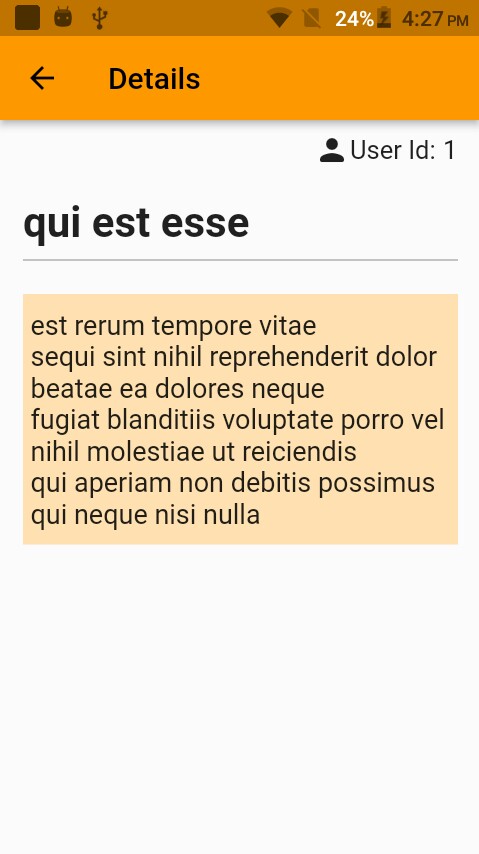 24% 4:27 PM
Details
User Id: 1
qui est esse
est rerum tempore vitae
sequi sint nihil reprehenderit dolor
beatae ea dolores neque
fugiat blanditiis voluptate porro vel
nihil molestiae ut reiciendis
qui aperiam non debitis possimus
qui neque nisi nulla